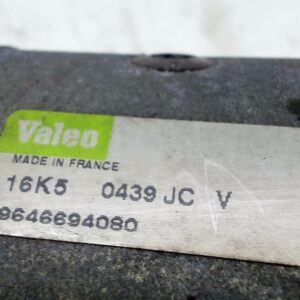 Valeo
MADE IN FRANCE
16K5 0439 JC V
9646694080